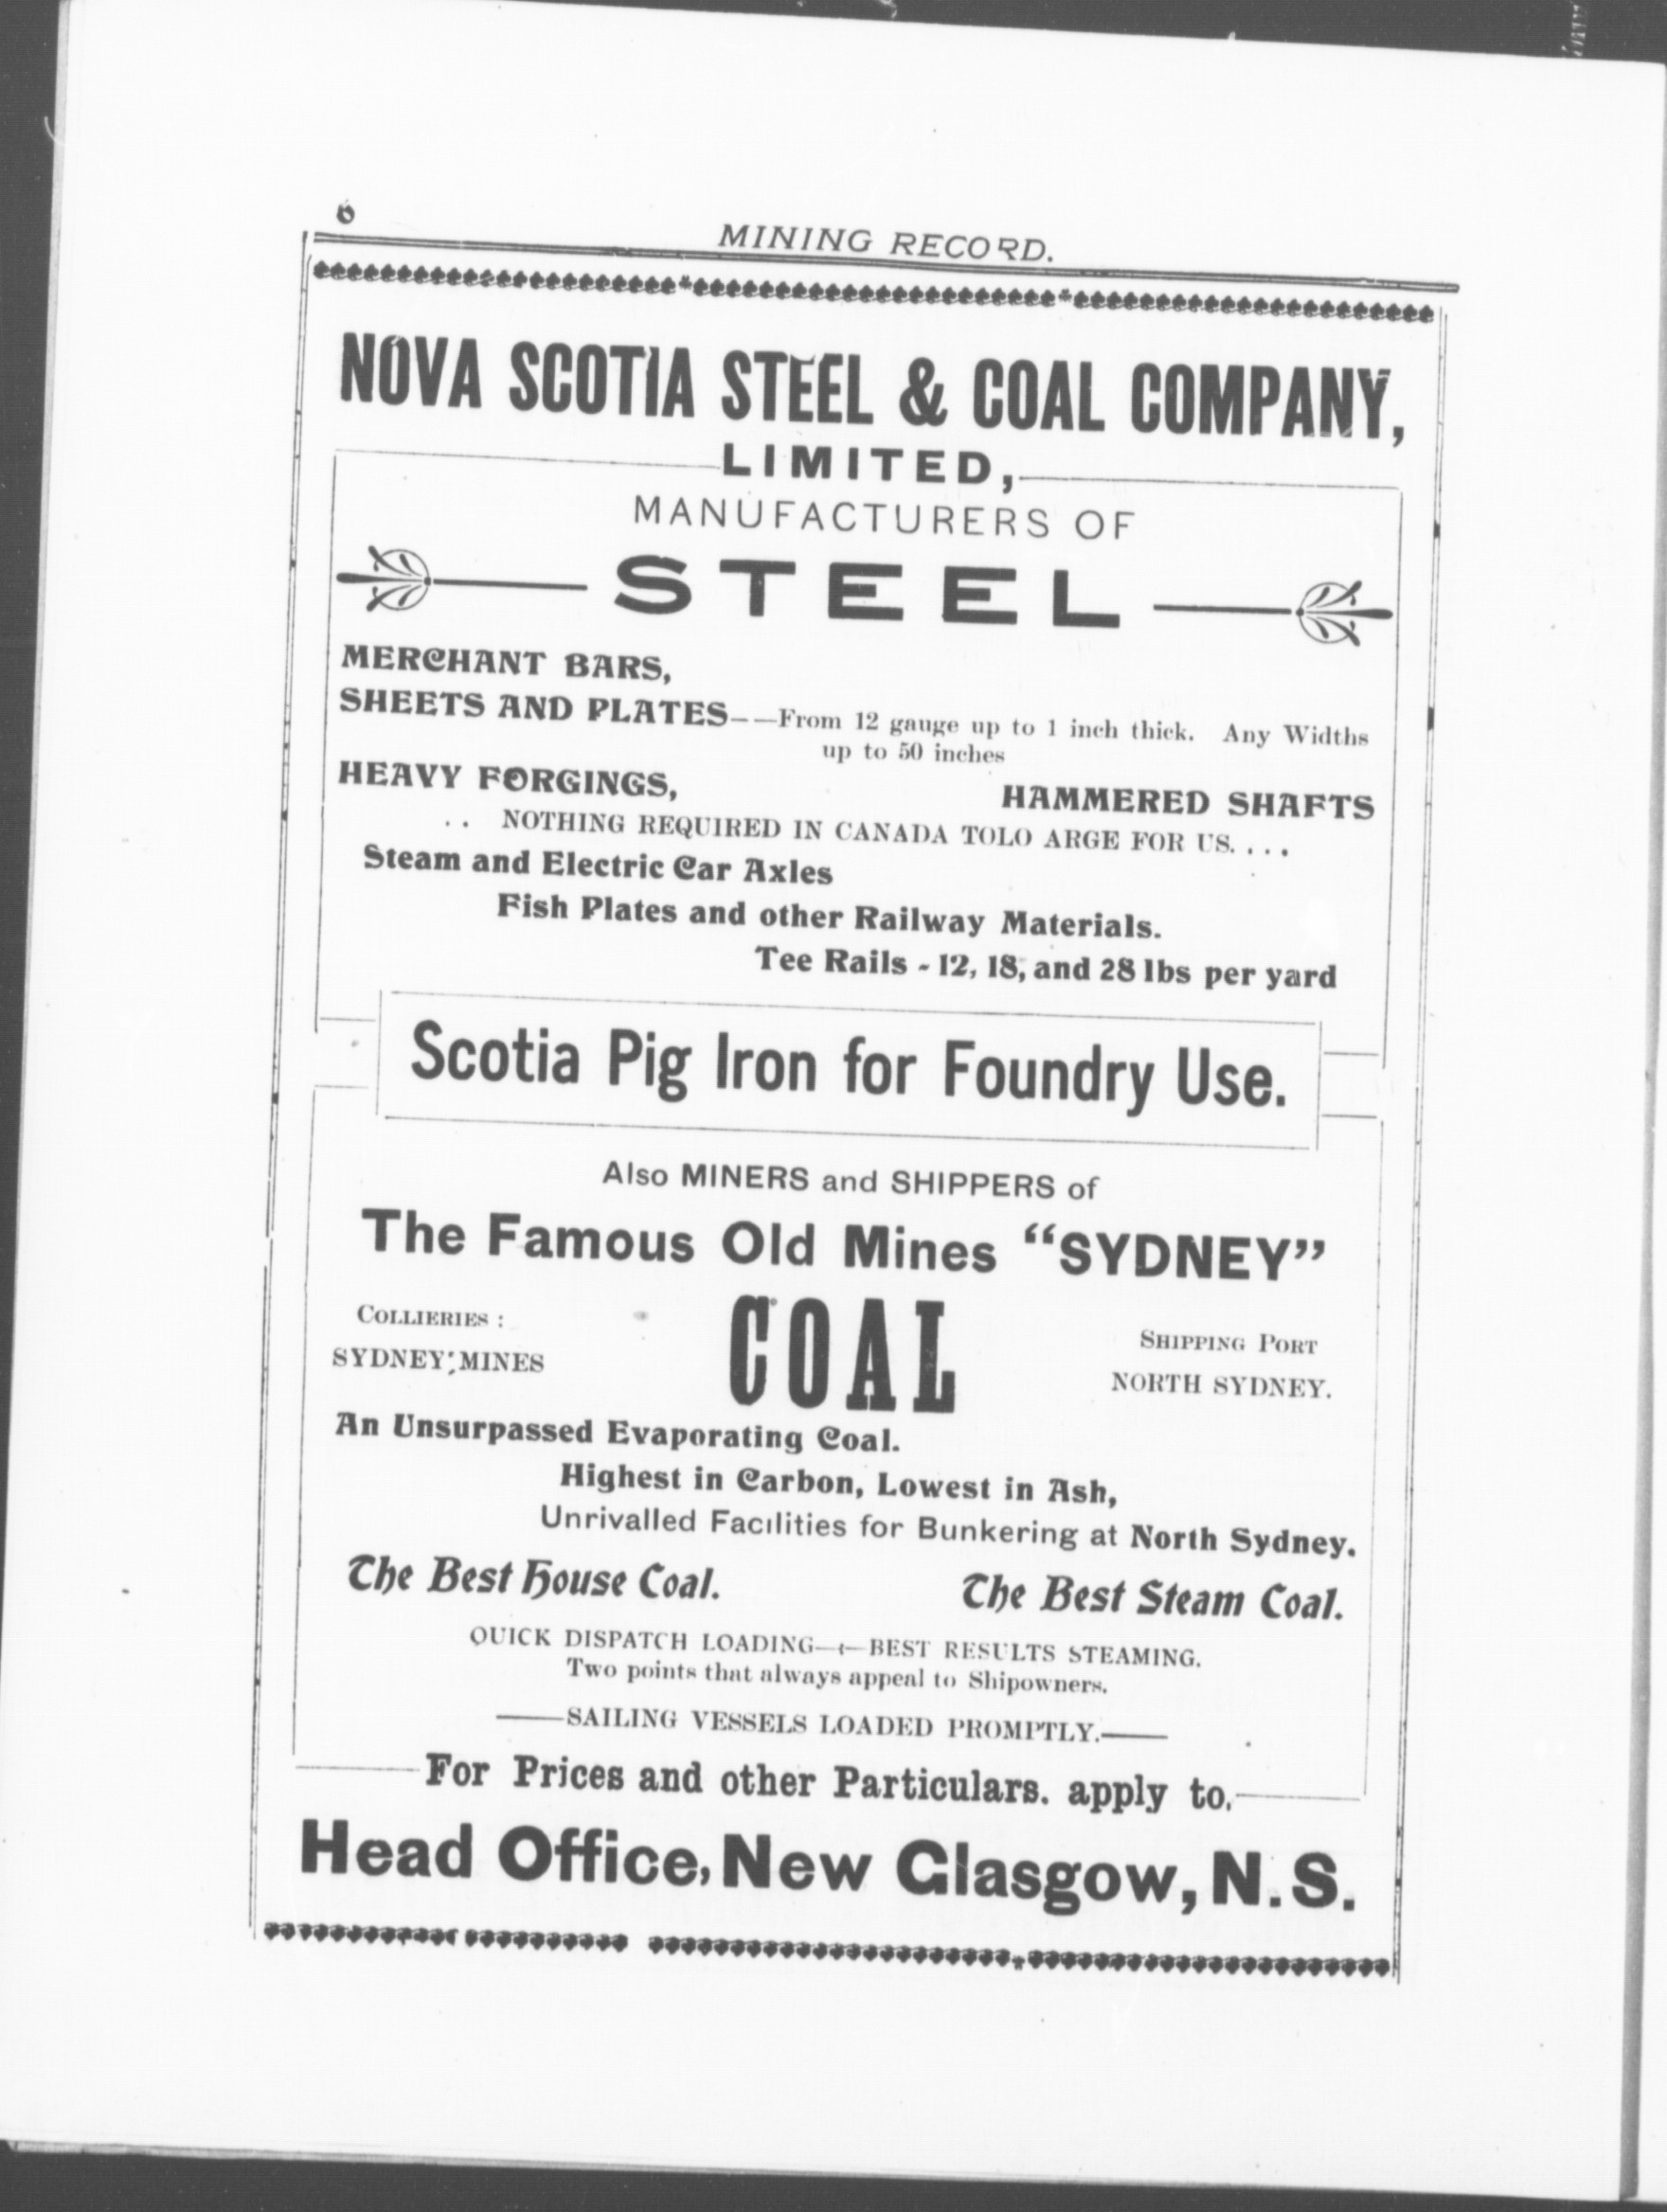 6
MINING RECORD.
NOVA SCOTIA STEEL & COAL COMPANY,
LIMITED,
MANUFACTURERS OF
STEEL
MERCHANT BARS,
SHEETS AND PLATES--—From 12 gauge up to 1 inch thick. Any Widths
up to 50 inches
HEAVY FORGINGS, HAMMERED SHAFTS
. . NOTHING REQUIRED IN CANADA TOLO ARGE FOR US. . . .
Steam and Electric Car Axles
Fish Plates and other Railway Materials.
Tee Rails - 12, 18, and 28 lbs per yard
Scotia Pig Iron for Foundry Use.
Also MINERS and SHIPPERS of
The Famous Old Mines “SYDNEY”
COLLIERIES :
SYDNEY MINES
COAL
SHIPPING PORT
NORTH SYDNEY.
An Unsurpassed Evaporating Coal.
Highest in Carbon, Lowest in Ash,
Unrivalled Facilities for Bunkering at North Sydney.
The Best House Coal. The Best Steam Coal.
QUICK DISPATCH LOADING——BEST RESULTS STEAMING.
Two points that always appeal to Shipowners.
——SAILING VESSELS LOADED PROMPTLY.——
For Prices and other Particulars. apply to,
Head Office, New Glasgow, N.S.